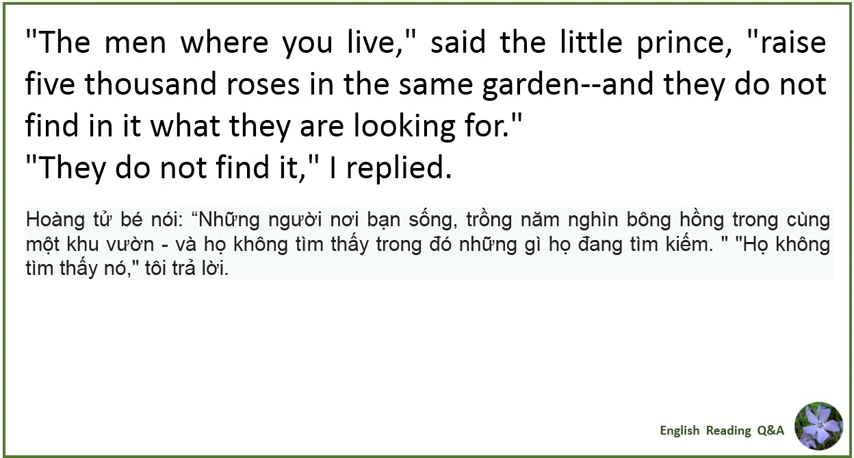 "The men where you live," said the little prince, "raise
five thousand roses in the same garden--and they do not
find in it what they are looking for."
"They do not find it," I replied.
Hoàng tử bé nói: “Những người nơi bạn sống, trồng năm nghìn bông hồng trong cùng
một khu vườn - và họ không tìm thấy trong đó những gì họ đang tìm kiếm. " "Họ không
tìm thấy nó," tôi trả lời.
English Reading Q&A